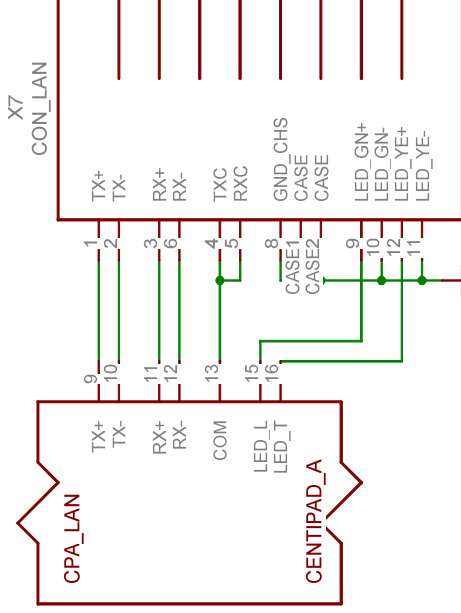 X7
CON_LAN
TX+
TX-
RX+
RX-
TXC
RXC
GND_CHS
CASE
CASE
LED_GN+
LED_GN-
LED_YE+
LED_YE-
1
2
3
6
4
5
8
CASE1
CASE2
9
10
12
11
9
10
11
12
13
15
16
TX+
TX-
RX+
RX-
COM
LED_L
LED_T
CPA_LAN
CENTIPAD_A